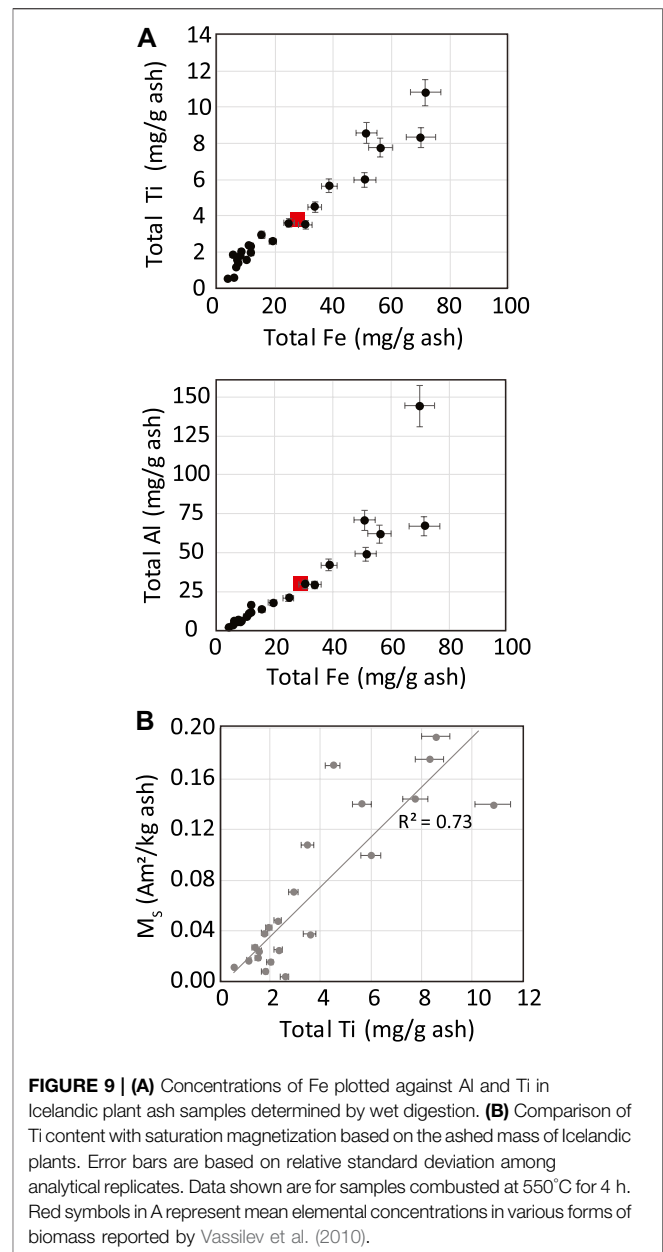 A
14
12
10
8
6
4
2
0
Total Ti (mg/g ash)
0 20 40 60 80 100
Total Fe (mg/g ash)
150
125
100
75
50
25
0
Total Al (mg/g ash)
0 20 40 60 80 100
Total Fe (mg/g ash)
B
0.20
0.16
0.12
0.08
0.04
0.00
Ms (Am²/kg ash)
R² = 0.73
0 2 4 6 8 10 12
Total Ti (mg/g ash)
FIGURE 9 | (A) Concentrations of Fe plotted against Al and Ti in
Icelandic plant ash samples determined by wet digestion. (B) Comparison of
Ti content with saturation magnetization based on the ashed mass of Icelandic
plants. Error bars are based on relative standard deviation among
analytical replicates. Data shown are for samples combusted at 550°C for 4 h.
Red symbols in A represent mean elemental concentrations in various forms of
biomass reported by Vassilev et al. (2010).